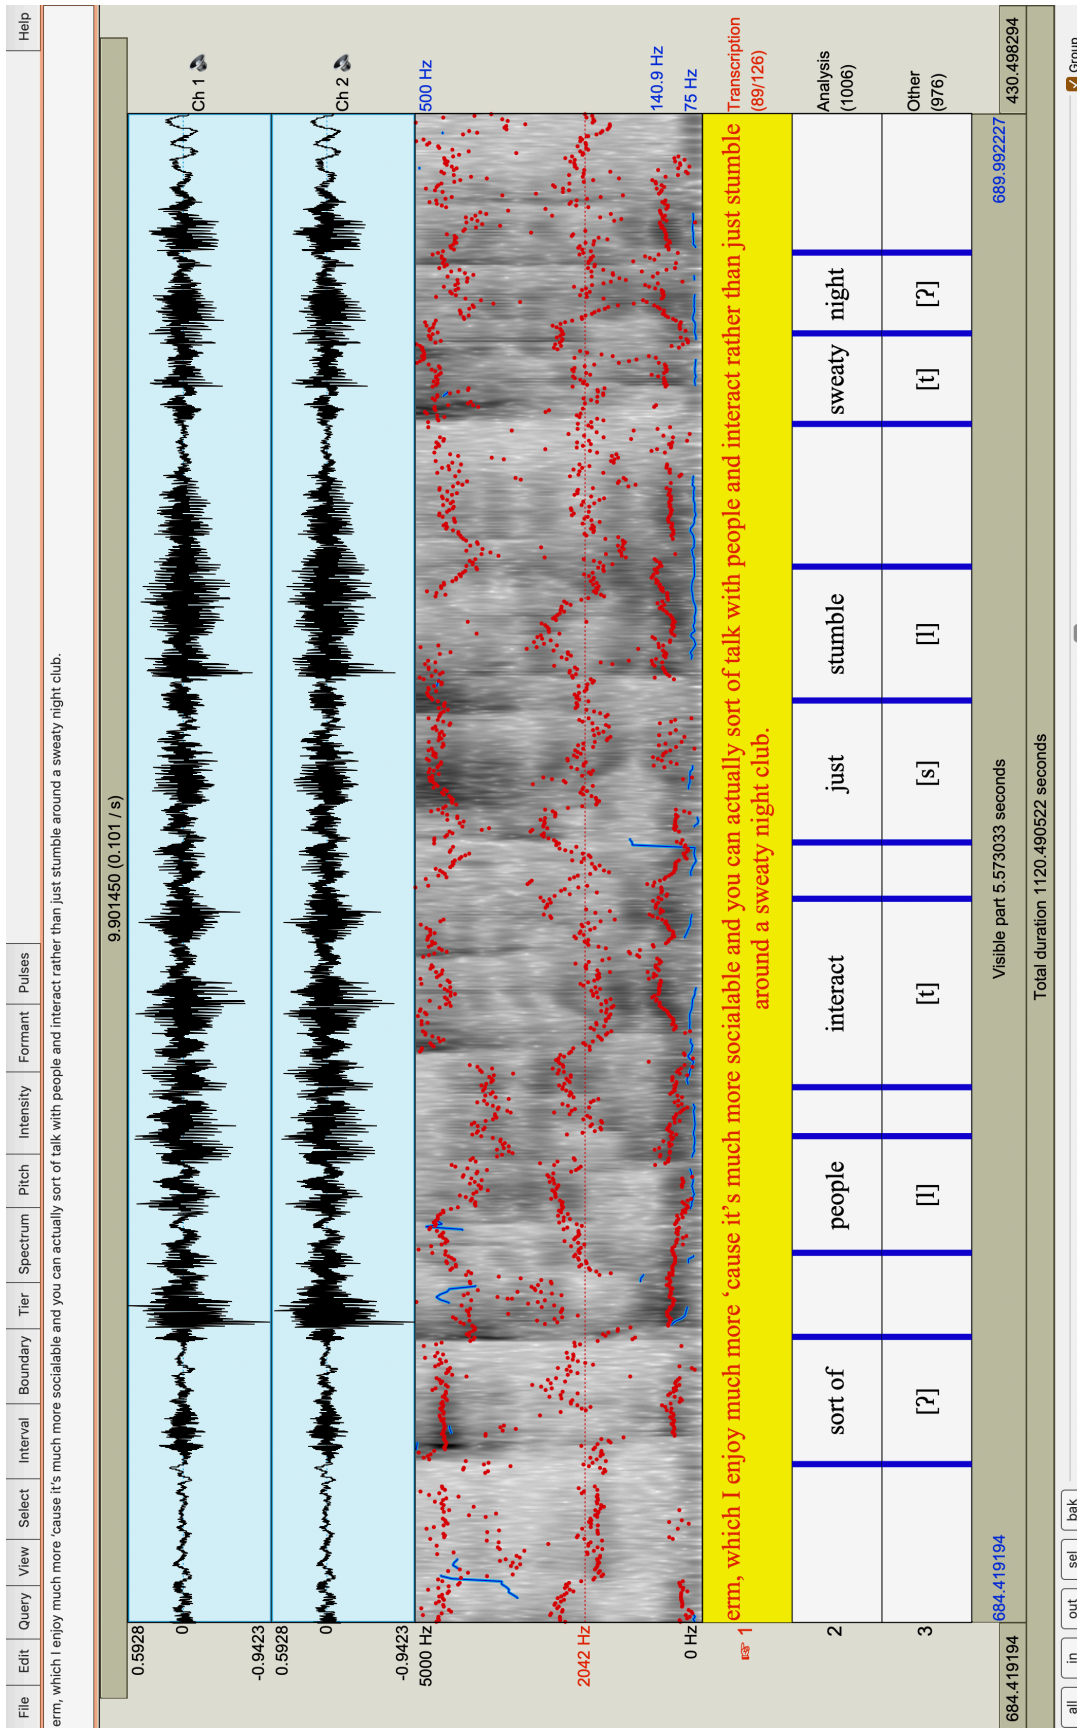 File Edit Query View Select Interval Boundary Tier Spectrum Pitch Intensity Formant Pulses Help
erm, which I enjoy much more ‘cause it’s much more socialable and you can actually sort of talk with people and interact rather than just stumble around a sweaty night club.
9.901450 (0.101 / s)
0.5928
0
-0.9423
Ch 1
0.5928
0
-0.9423
Ch 2
5000 Hz
2042 Hz
0 Hz
500 Hz
140.9 Hz
75 Hz
1
erm, which I enjoy much more ‘cause it’s much more socialable and you can actually sort of talk with people and interact rather than just stumble
around a sweaty night club.
Transcription
(89/126)
2
sort of people interact just stumble sweaty night
Analysis
(1006)
3
[ʔ] [l] [t] [s] [l] [t] [ʔ]
Other
(976)
684.419194
689.992227
684.419194
Visible part 5.573033 seconds
430.498294
Total duration 1120.490522 seconds
all in out sel bak
Group